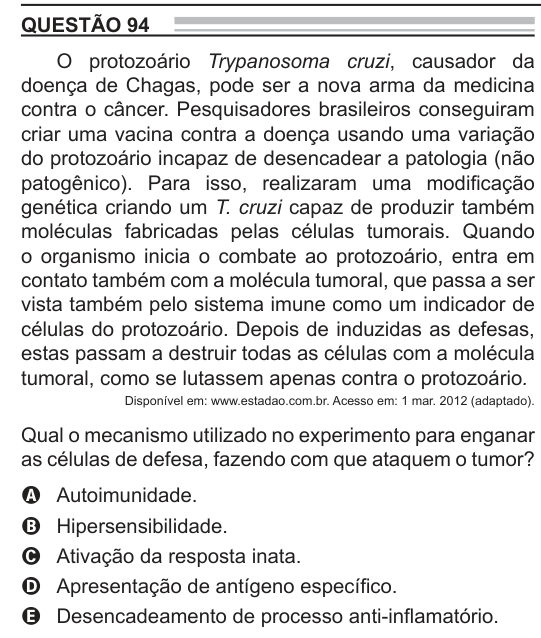 QUESTÃO 94
O protozoário Trypanosoma cruzi, causador da
doença de Chagas, pode ser a nova arma da medicina
contra o câncer. Pesquisadores brasileiros conseguiram
criar uma vacina contra a doença usando uma variação
do protozoário incapaz de desencadear a patologia (não
patogênico). Para isso, realizaram uma modificação
genética criando um T. cruzi capaz de produzir também
moléculas fabricadas pelas células tumorais. Quando
o organismo inicia o combate ao protozoário, entra em
contato também com a molécula tumoral, que passa a ser
vista também pelo sistema imune como um indicador de
células do protozoário. Depois de induzidas as defesas,
estas passam a destruir todas as células com a molécula
tumoral, como se lutassem apenas contra o protozoário.
Disponível em: www.estadao.com.br. Acesso em: 1 mar. 2012 (adaptado).
Qual o mecanismo utilizado no experimento para enganar
as células de defesa, fazendo com que ataquem o tumor?
A Autoimunidade.
B Hipersensibilidade.
C Ativação da resposta inata.
D Apresentação de antígeno específico.
E Desencadeamento de processo anti-inflamatório.